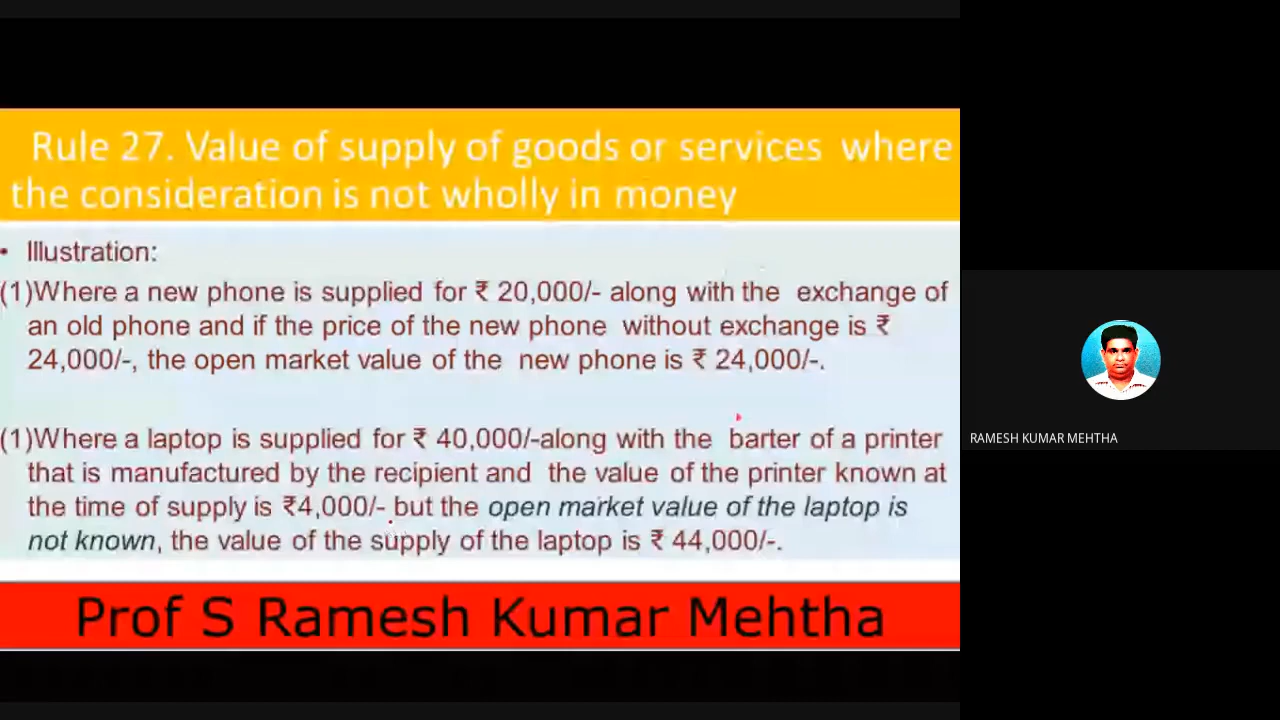 Rule 27. Value of supply of goods or services where
the consideration is not wholly in money
• Illustration:
(1)Where a new phone is supplied for ₹ 20,000/- along with the exchange of
an old phone and if the price of the new phone without exchange is ₹
24,000/-, the open market value of the new phone is ₹ 24,000/-.
(1)Where a laptop is supplied for ₹ 40,000/-along with the barter of a printer
that is manufactured by the recipient and the value of the printer known at
the time of supply is ₹4,000/- but the open market value of the laptop is
not known, the value of the supply of the laptop is ₹ 44,000/-.
Prof S Ramesh Kumar Mehtha
RAMESH KUMAR MEHTHA